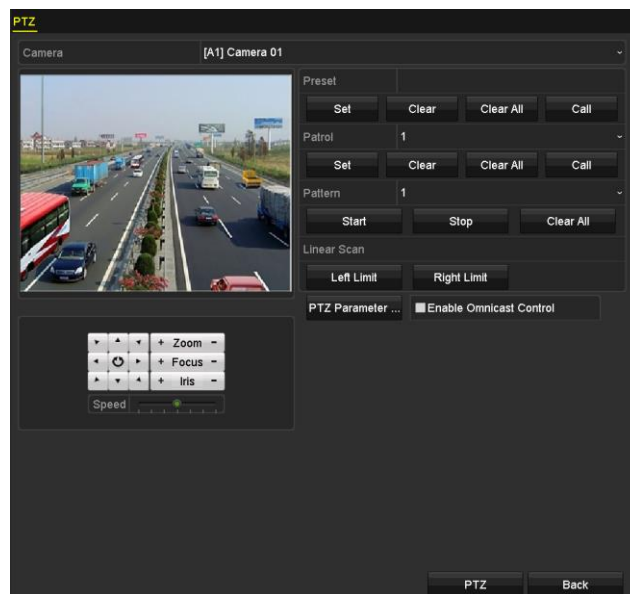 PTZ
Camera [A1] Camera 01
Preset
Set Clear Clear All Call
Patrol 1
Set Clear Clear All Call
Pattern 1
Start Stop Clear All
Linear Scan
Left Limit Right Limit
PTZ Parameter ... Enable Omnicast Control
+ Zoom -
+ Focus -
+ Iris -
Speed
PTZ Back